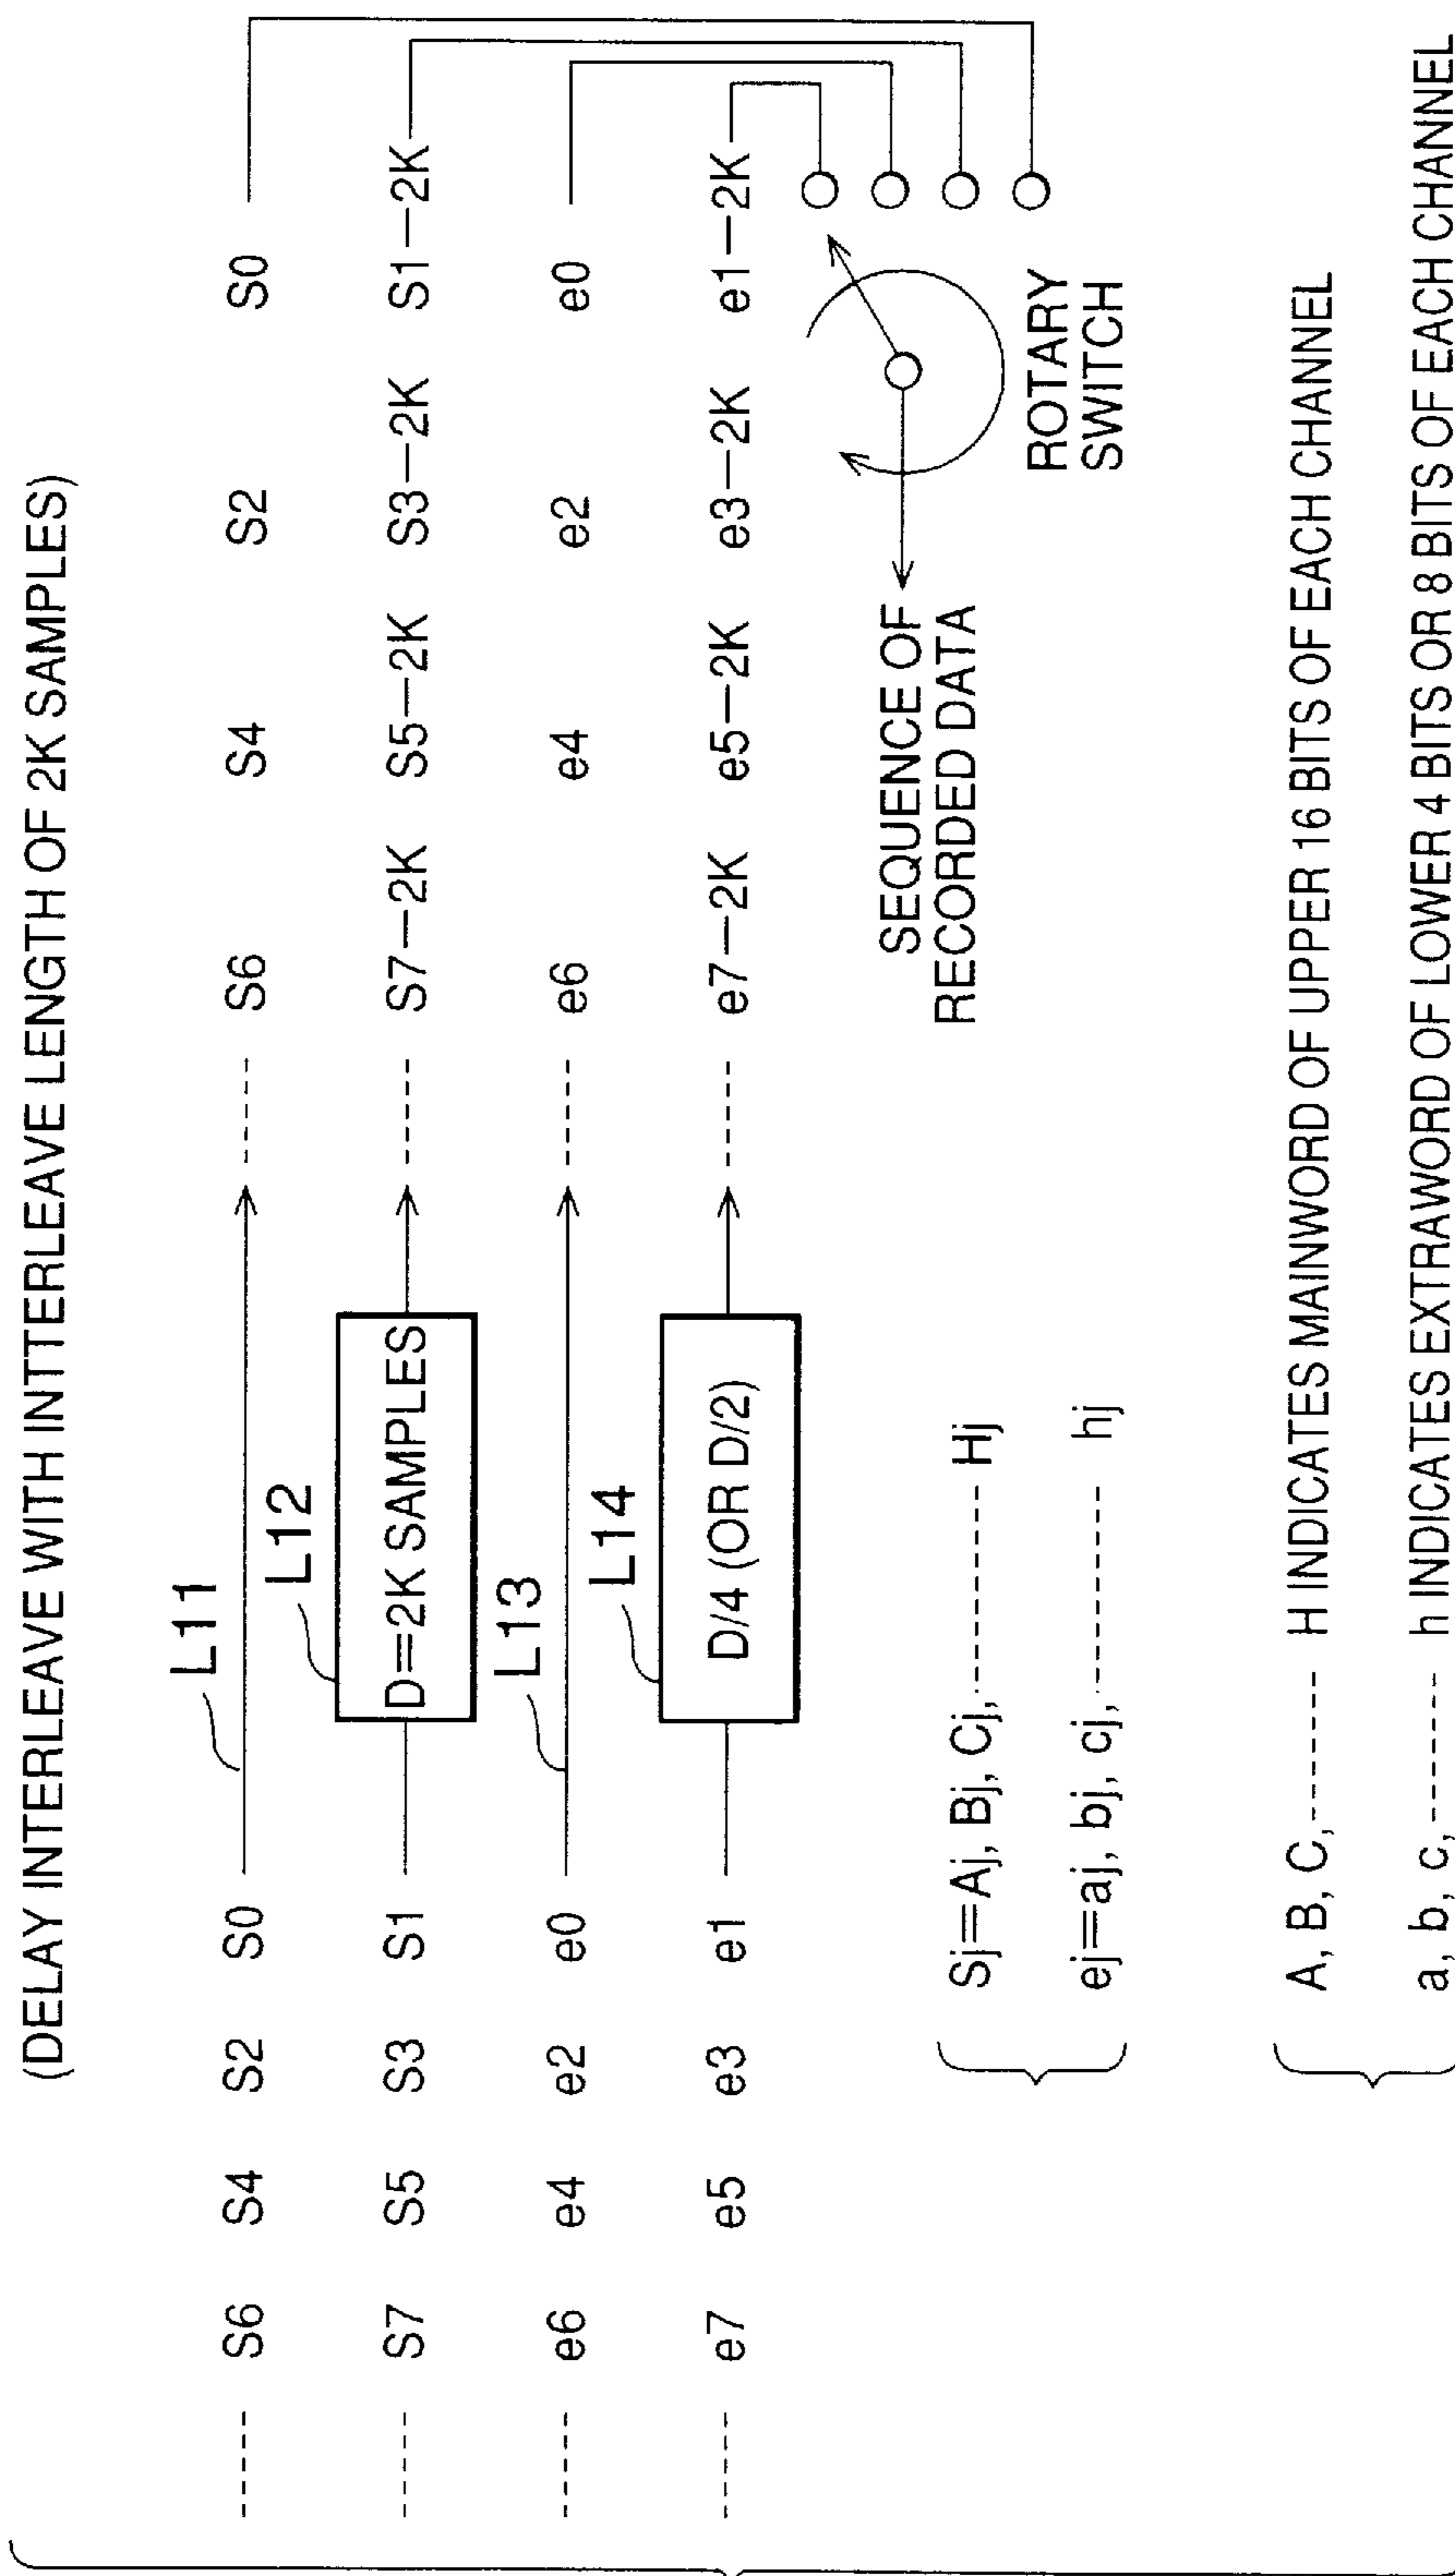 (DELAY INTERLEAVE WITH INTTERLEAVE LENGTH OF 2K SAMPLES)
L11
------ S6 S4 S2 S0 ------ S6 S4 S2 S0
L12
------ S7 S5 S3 S1 D=2K SAMPLES ------ S7-2K S5-2K S3-2K S1-2K
L13
------ e6 e4 e2 e0 ------ e6 e4 e2 e0
L14
------ e7 e5 e3 e1 D/4 (OR D/2) ------ e7-2K e5-2K e3-2K e1-2K
SEQUENCE OF
RECORDED DATA
ROTARY
SWITCH
Sj=Aj, Bj, Cj,---------- Hj
ej=aj, bj, cj,---------- hj
A, B, C,------- H INDICATES MAINWORD OF UPPER 16 BITS OF EACH CHANNEL
a, b, c,------- h INDICATES EXTRAWORD OF LOWER 4 BITS OR 8 BITS OF EACH CHANNEL